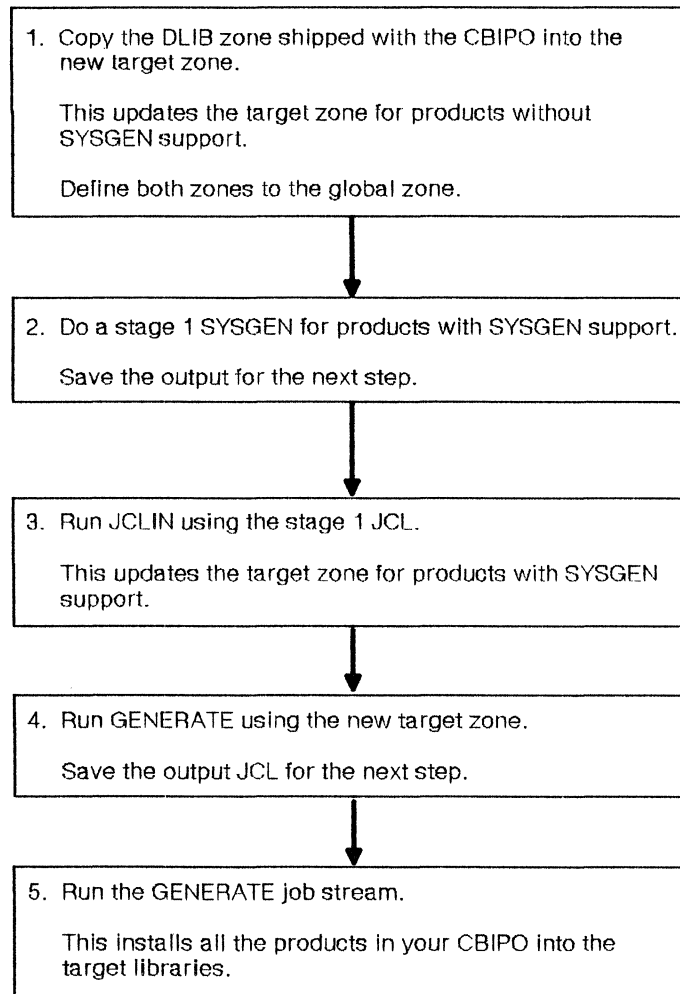 1. Copy the DLIB zone shipped with the CBIPO into the
new target zone.
This updates the target zone for products without
SYSGEN support.
Define both zones to the global zone.
2. Do a stage 1 SYSGEN for products with SYSGEN support.
Save the output for the next step.
3. Run JCLIN using the stage 1 JCL.
This updates the target zone for products with SYSGEN
support.
4. Run GENERATE using the new target zone.
Save the output JCL for the next step.
5. Run the GENERATE job stream.
This installs all the products in your CBIPO into the
target libraries.